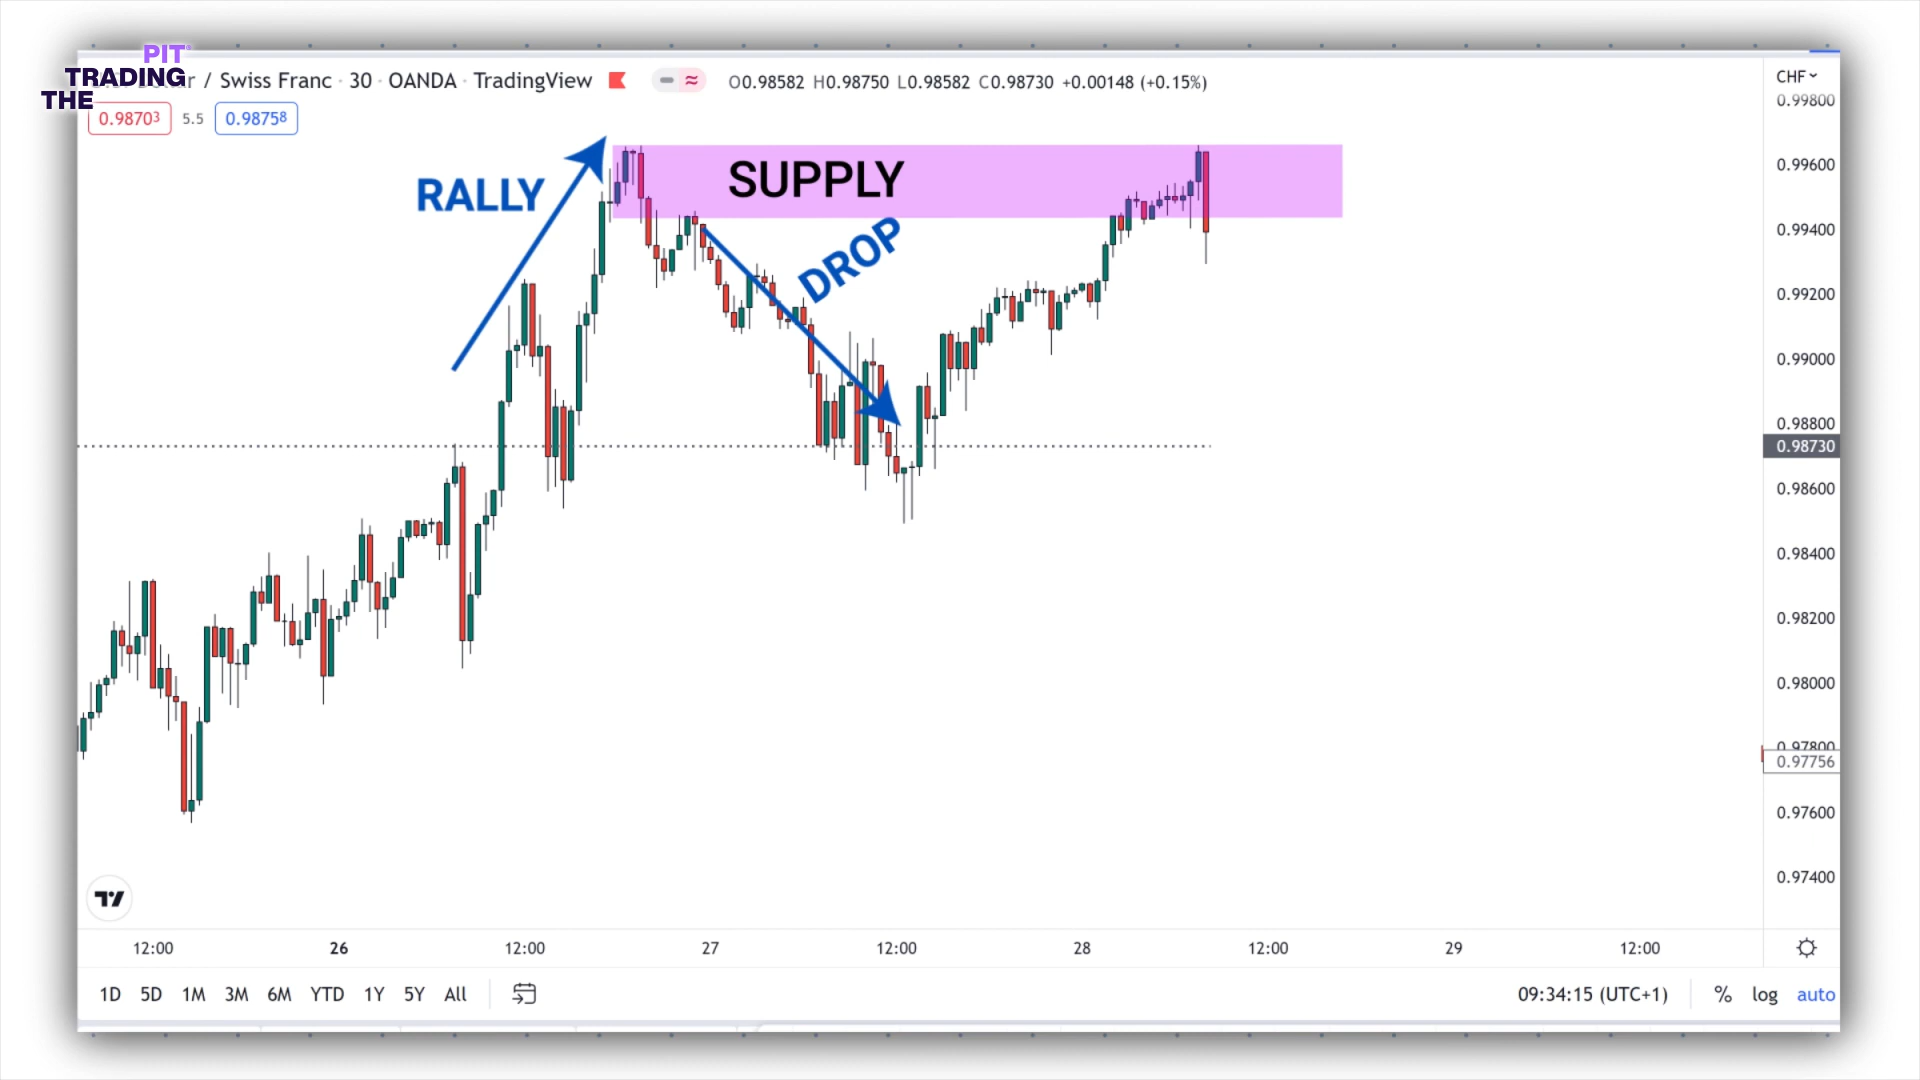 PIT®
TRADING
THE
/ Swiss Franc · 30 · OANDA · TradingView
O0.98582 H0.98750 L0.98582 C0.98730 +0.00148 (+0.15%)
0.98703 5.5 0.98758
RALLY
SUPPLY
DROP
CHF
0.99800
0.99600
0.99400
0.99200
0.99000
0.98800
0.98730
0.98600
0.98400
0.98200
0.98000
0.97800
0.97756
0.97600
0.97400
12:00 26 12:00 27 12:00 28 12:00 29 12:00
1D 5D 1M 3M 6M YTD 1Y 5Y All
09:34:15 (UTC+1) % log auto